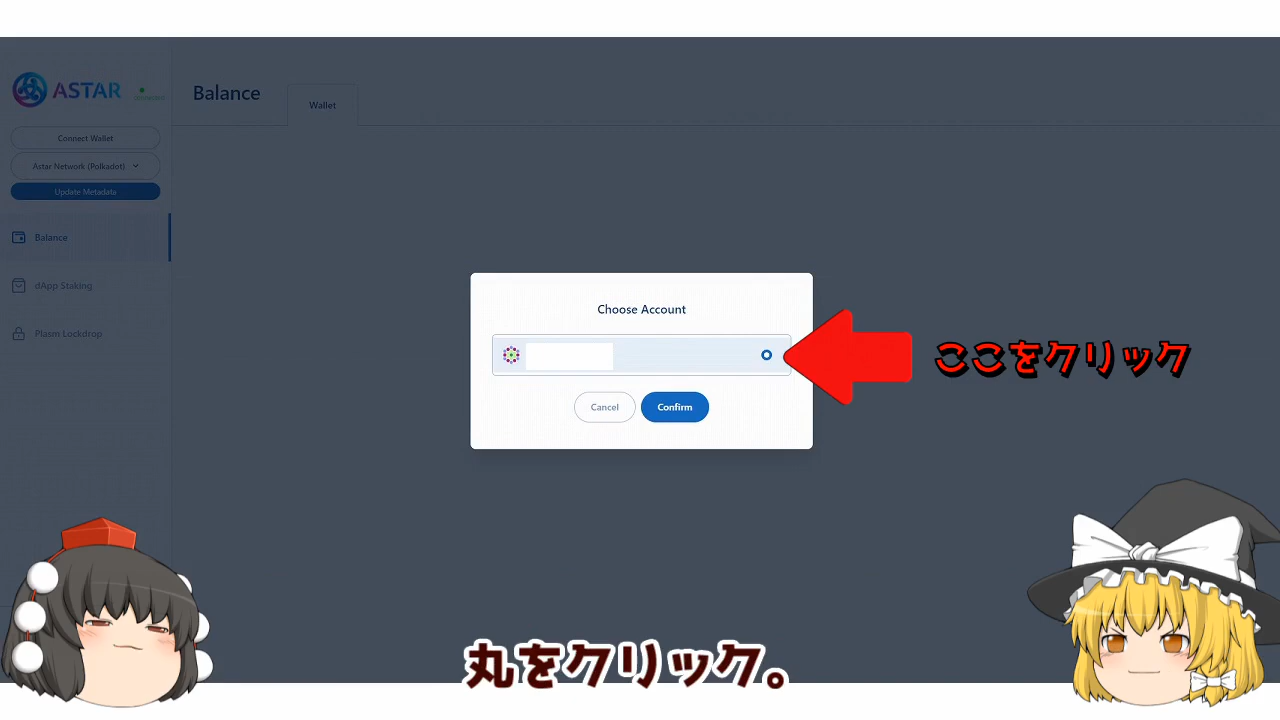 ASTAR
Balance
Wallet
Connect Wallet
Astar Network (Polkadot)
Update Metadata
Balance
dApp Staking
Plasm Lockdrop
Choose Account
Cancel
Confirm
ここをクリック
丸をクリック。